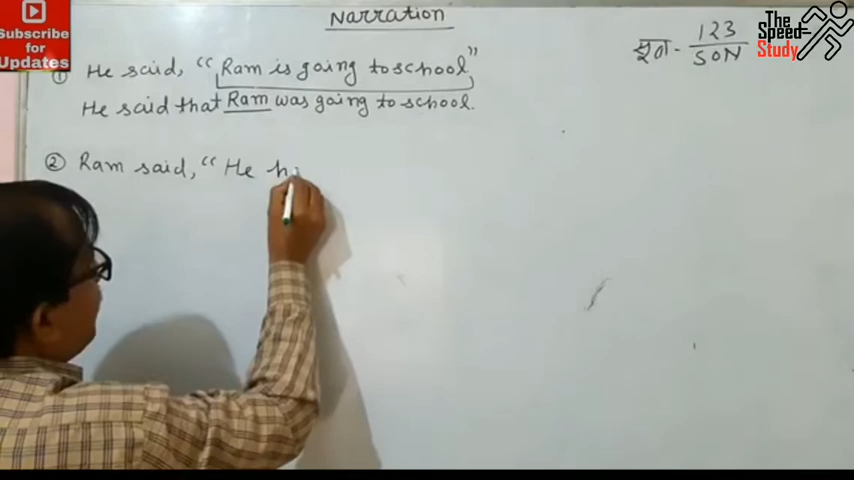 Subscribe
for
Updates
Narration
The
Speed
Study
सूत्र - 123
SON
① He said, “Ram is going to school”
He said that Ram was going to school.
② Ram said, “He